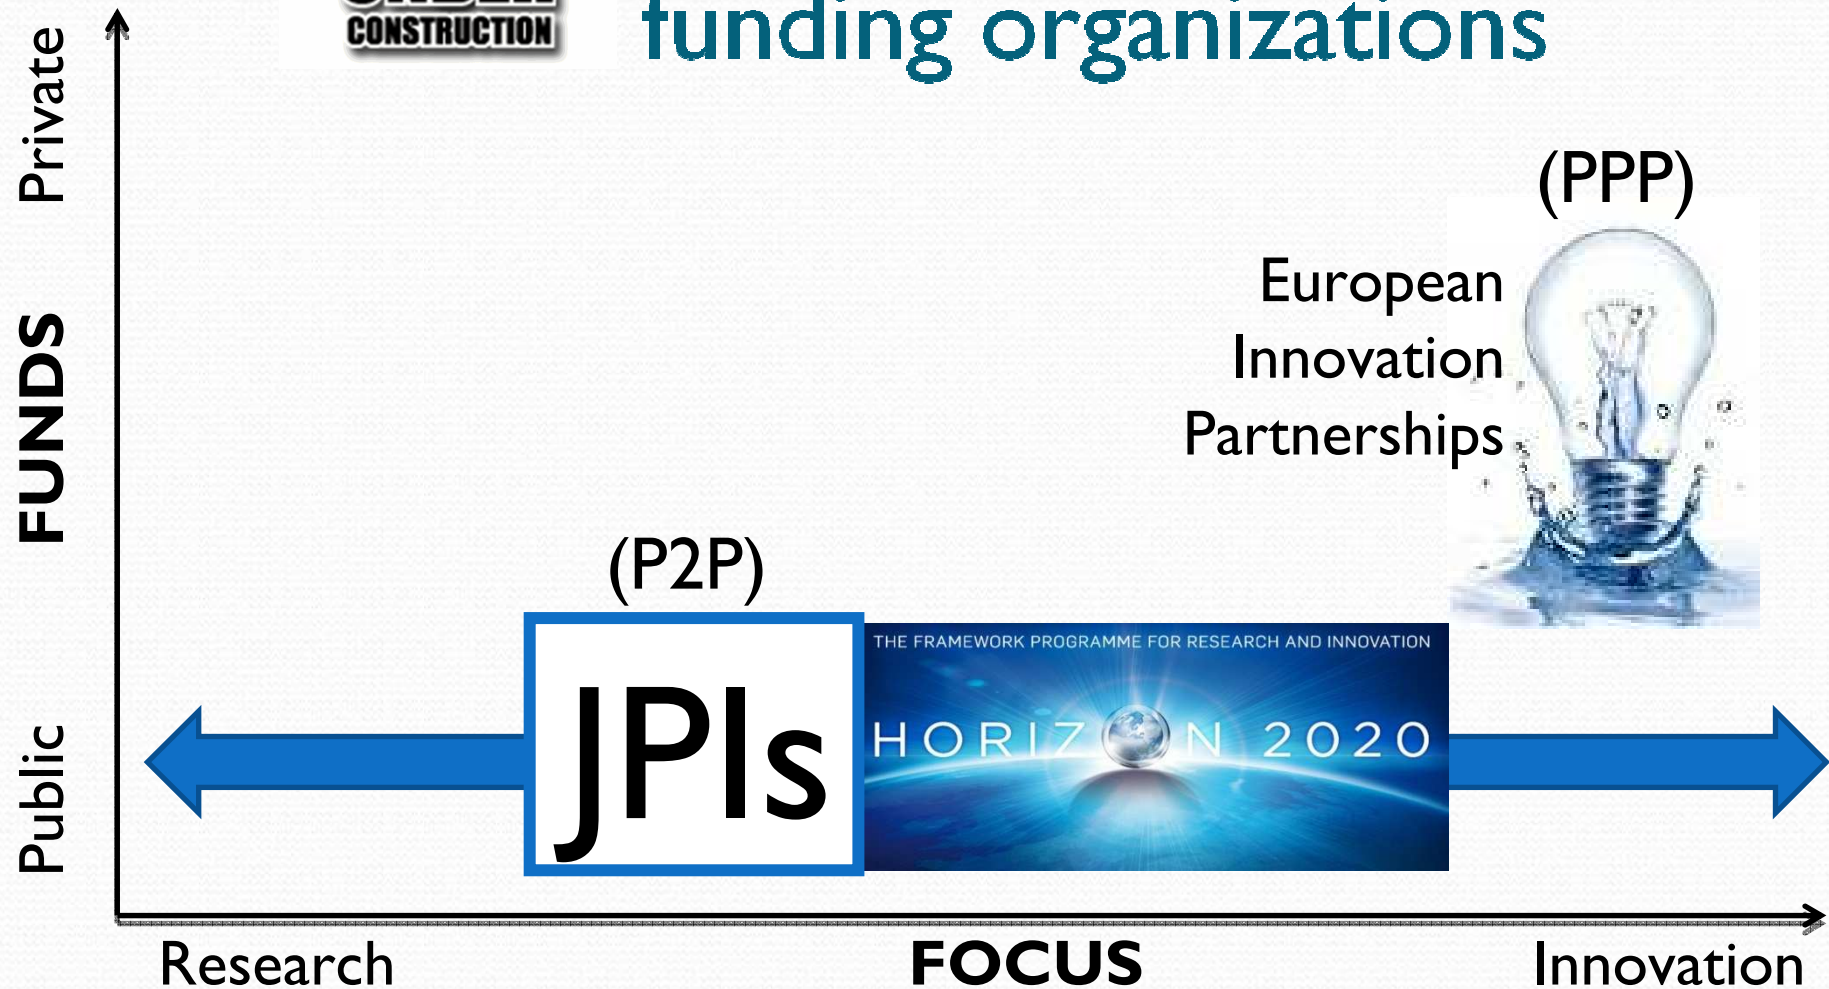 CONSTRUCTION
funding organizations
Private
FUNDS
Public
(PPP)
European
Innovation
Partnerships
(P2P)
JPIs
THE FRAMEWORK PROGRAMME FOR RESEARCH AND INNOVATION
HORIZON 2020
Research
FOCUS
Innovation